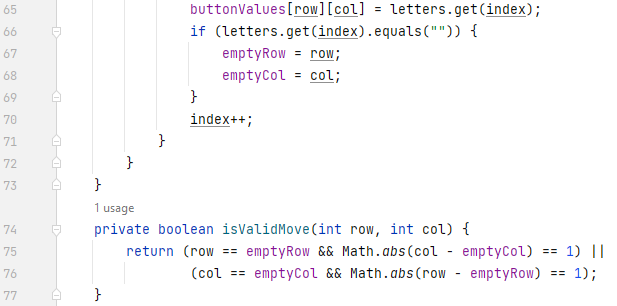 65 buttonValues[row][col] = letters.get(index);
66 if (letters.get(index).equals("")) {
67 emptyRow = row;
68 emptyCol = col;
69 }
70 index++;
71 }
72 }
73 }
1 usage
74 private boolean isValidMove(int row, int col) {
75 return (row == emptyRow && Math.abs(col - emptyCol) == 1) ||
76 (col == emptyCol && Math.abs(row - emptyRow) == 1);
77 }